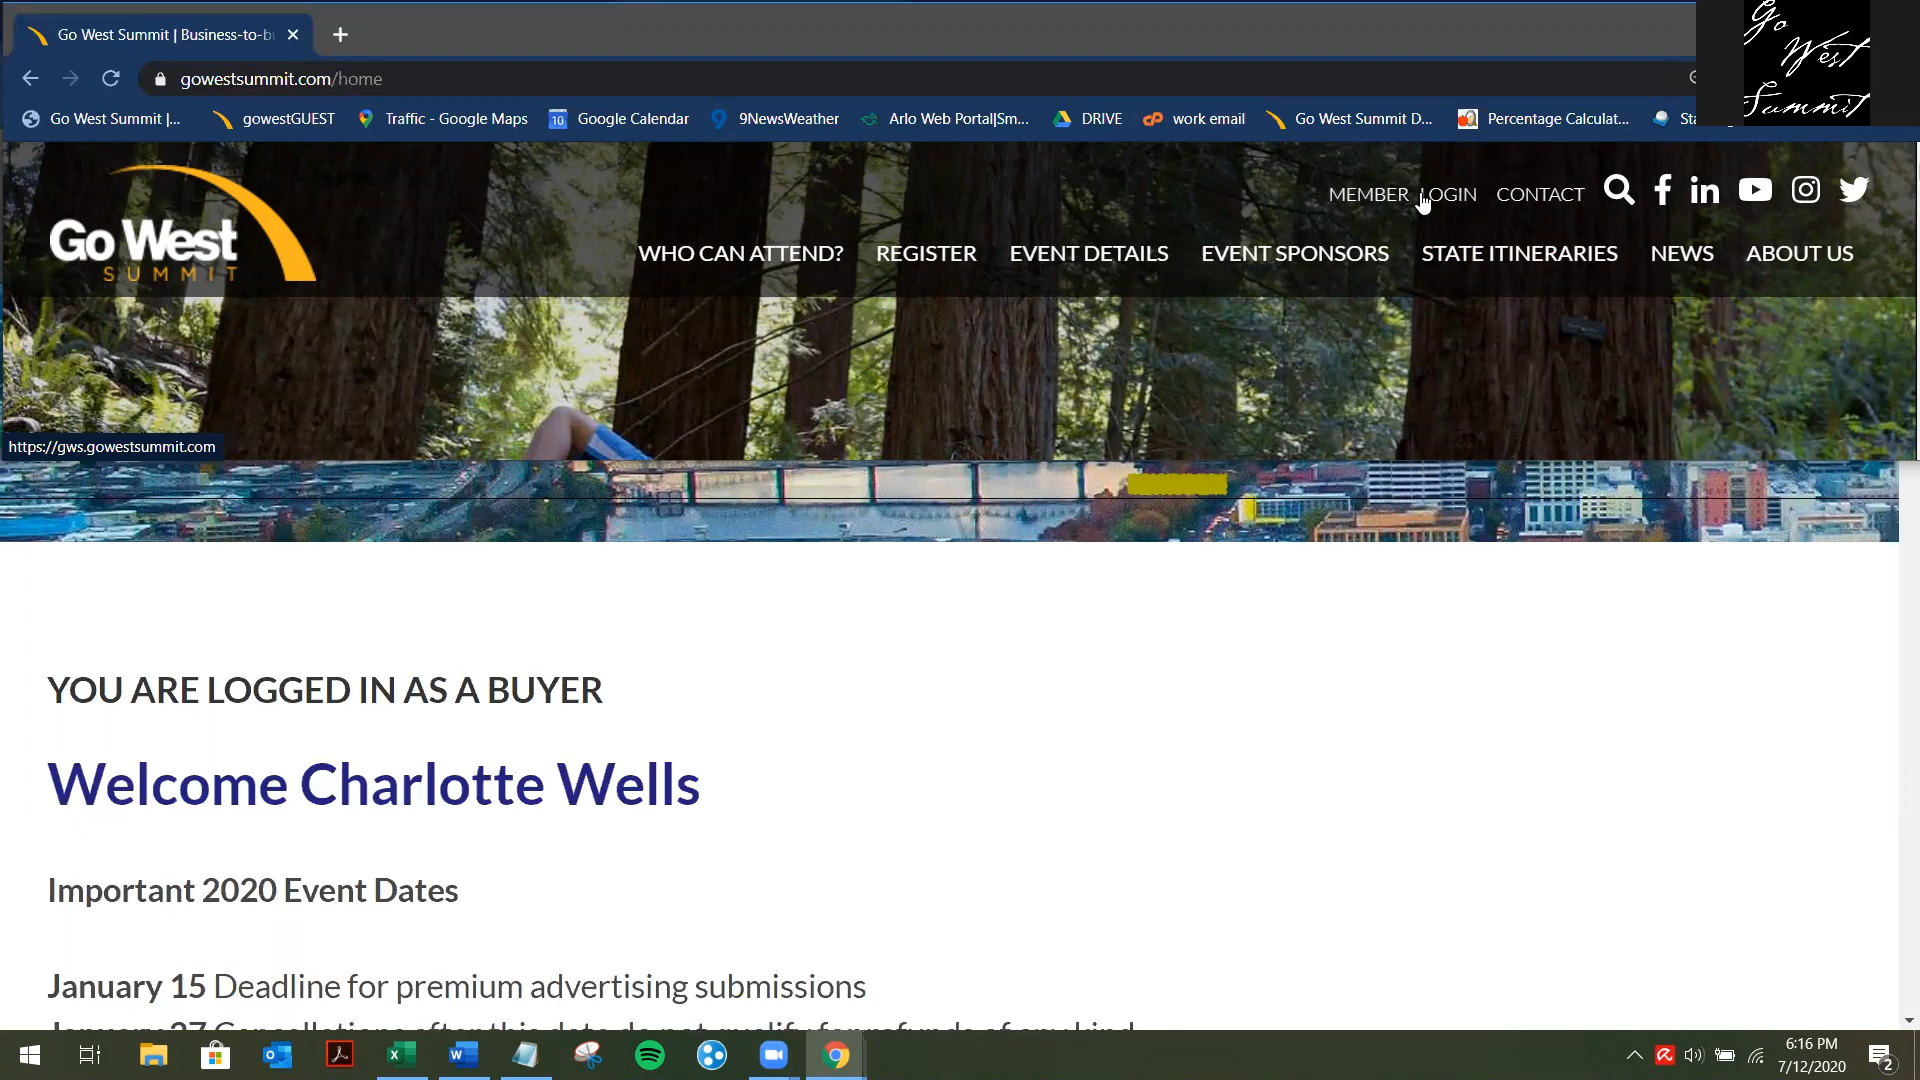 Go West Summit | Business-to-b
gowestsummit.com/home
Go West Summit |...
gowestGUEST
Traffic - Google Maps
10
Google Calendar
9NewsWeather
Arlo Web Portal|Sm...
DRIVE
work email
Go West Summit D...
Percentage Calculat...
Sta
Go
West
Summit
MEMBER LOGIN
CONTACT
Go West
SUMMIT
WHO CAN ATTEND?
REGISTER
EVENT DETAILS
EVENT SPONSORS
STATE ITINERARIES
NEWS
ABOUT US
https://gws.gowestsummit.com
YOU ARE LOGGED IN AS A BUYER
Welcome Charlotte Wells
Important 2020 Event Dates
January 15 Deadline for premium advertising submissions
January 27 Cancellations after this date do not qualify for refunds of any kind
6:16 PM
7/12/2020
2